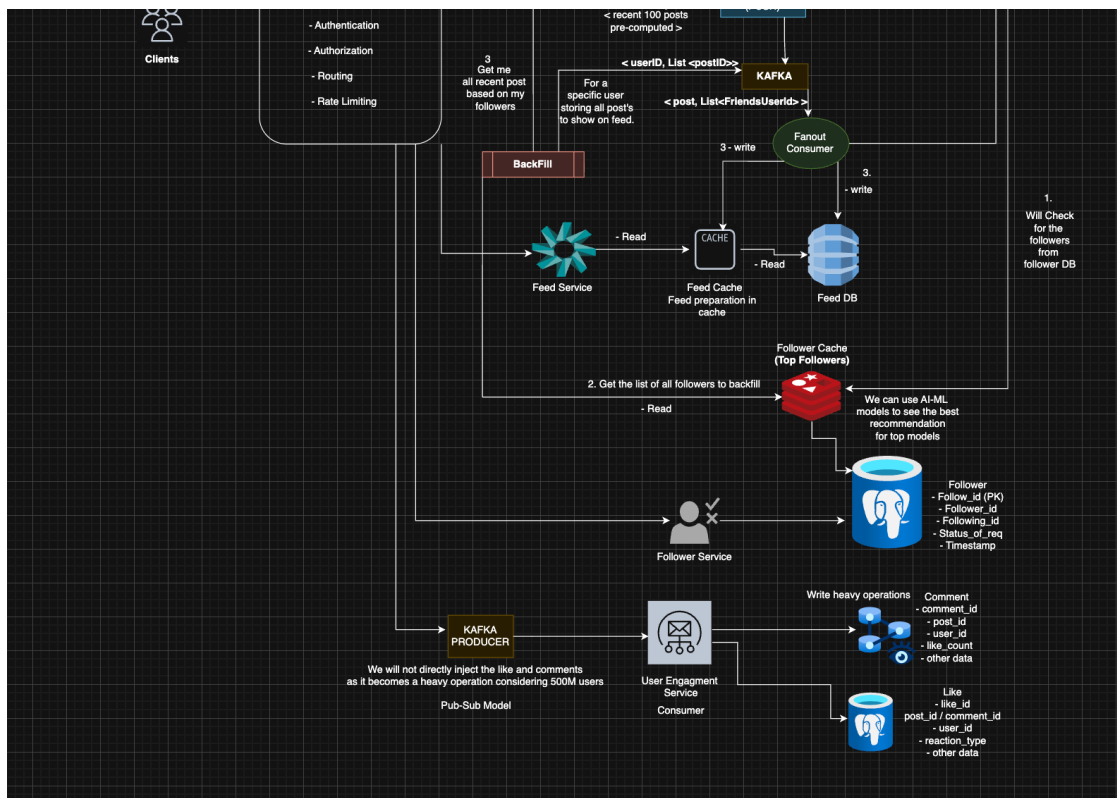 (POST)
- Authentication
- Authorization
- Routing
- Rate Limiting
Clients
< recent 100 posts
pre-computed >
3
Get me
all recent post
based on my
followers
For a
specific user
storing all post's
to show on feed.
< userID, List <postID>>
KAFKA
< post, List<FriendsUserId> >
Fanout
Consumer
3 - write
3.
- write
BackFill
1.
Will Check
for the
followers
from
follower DB
- Read
CACHE
- Read
Feed Service
Feed Cache
Feed preparation in
cache
Feed DB
Follower Cache
(Top Followers)
2. Get the list of all followers to backfill
- Read
We can use AI-ML
models to see the best
recommendation
for top models
Follower
- Follow_id (PK)
- Follower_id
- Following_id
- Status_of_req
- Timestamp
Follower Service
Write heavy operations
Comment
- comment_id
- post_id
- user_id
- like_count
- other data
KAFKA
PRODUCER
We will not directly inject the like and comments
as it becomes a heavy operation considering 500M users
Pub-Sub Model
User Engagment
Service
Consumer
Like
- like_id
post_id / comment_id
- user_id
- reaction_type
- other data